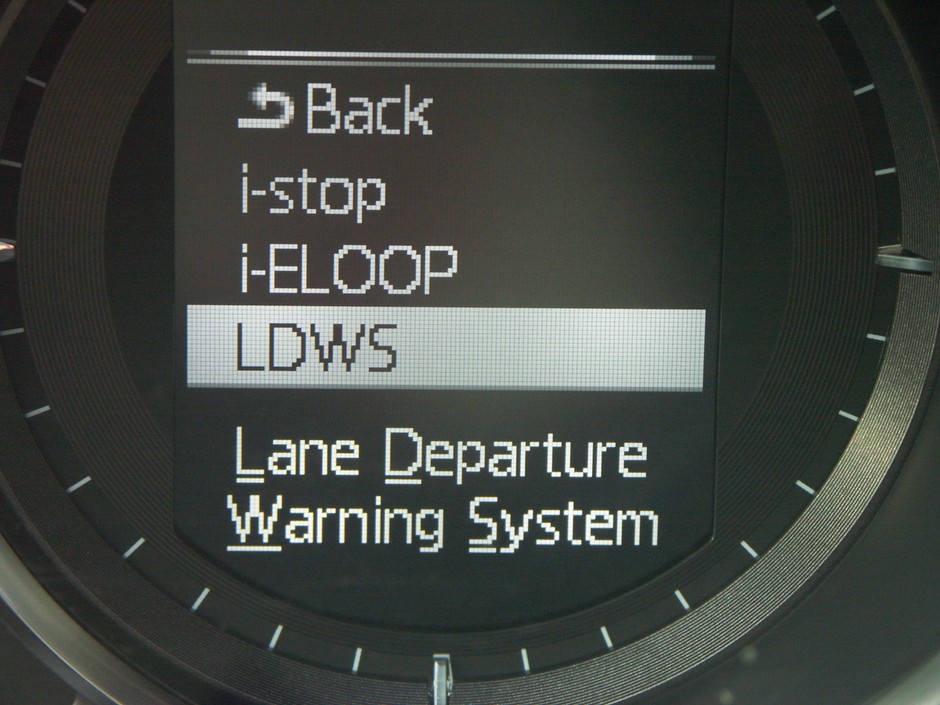 Back
i-stop
i-ELOOP
LDWS
Lane Departure
Warning System